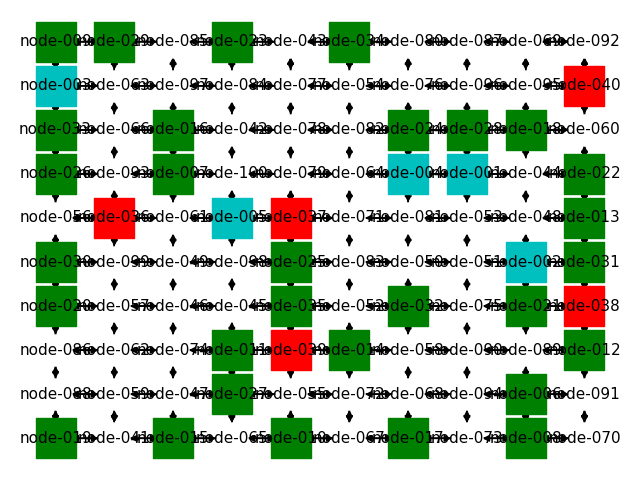 node-009 node-029 node-085 node-023 node-043 node-034 node-080 node-087 node-069 node-092
node-003 node-063 node-097 node-084 node-077 node-054 node-076 node-096 node-095 node-040
node-033 node-066 node-016 node-042 node-078 node-082 node-024 node-028 node-018 node-060
node-026 node-093 node-007 node-100 node-079 node-064 node-004 node-001 node-044 node-022
node-056 node-036 node-061 node-005 node-037 node-071 node-081 node-053 node-048 node-013
node-030 node-099 node-049 node-098 node-025 node-083 node-050 node-051 node-002 node-031
node-020 node-057 node-046 node-045 node-035 node-052 node-032 node-075 node-021 node-038
node-086 node-062 node-074 node-011 node-039 node-014 node-058 node-090 node-089 node-012
node-088 node-059 node-047 node-027 node-055 node-072 node-068 node-094 node-006 node-091
node-019 node-041 node-015 node-065 node-010 node-067 node-017 node-073 node-008 node-070